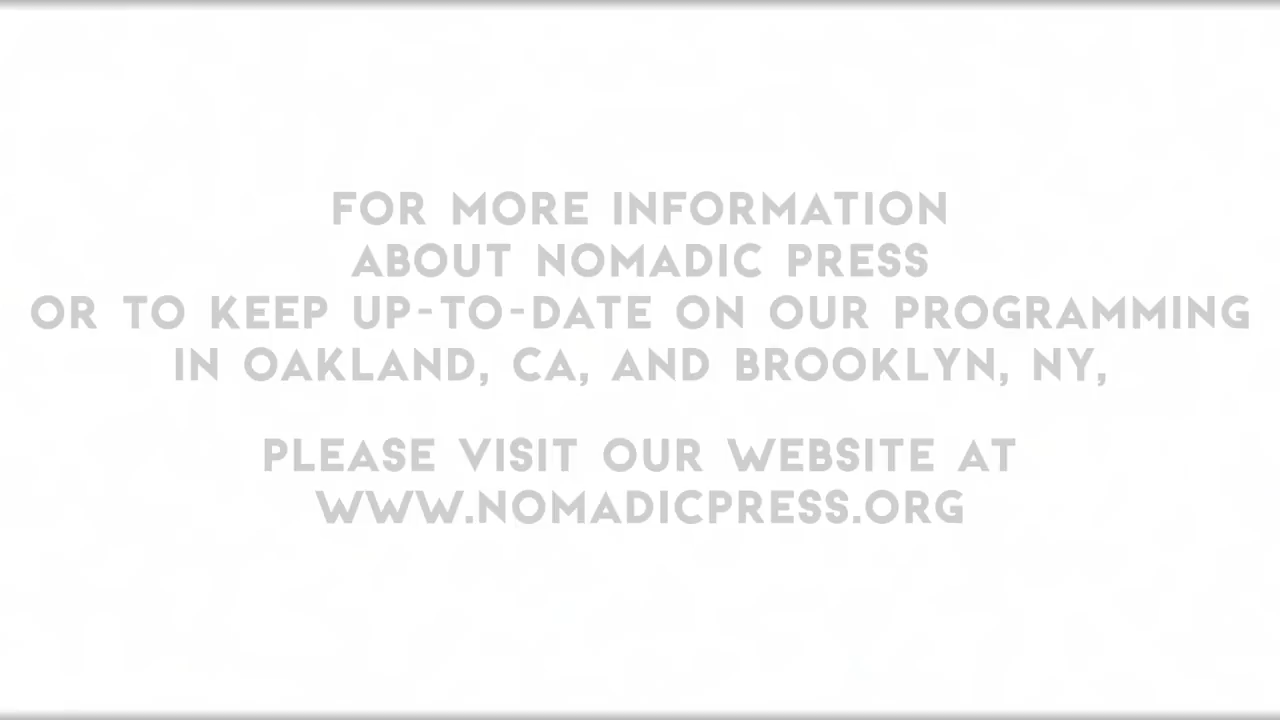 FOR MORE INFORMATION
ABOUT NOMADIC PRESS
OR TO KEEP UP-TO-DATE ON OUR PROGRAMMING
IN OAKLAND, CA, AND BROOKLYN, NY,
PLEASE VISIT OUR WEBSITE AT
WWW.NOMADICPRESS.ORG